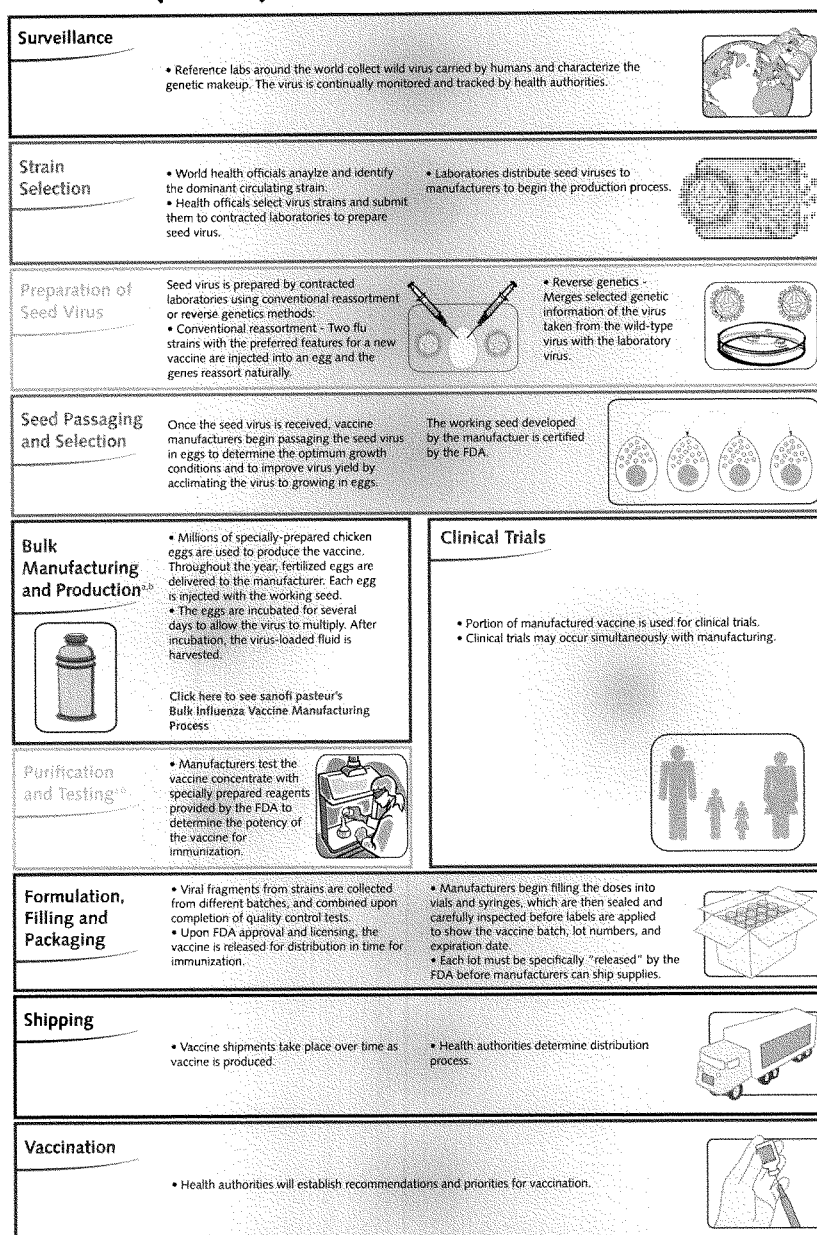 Surveillance
• Reference labs around the world collect wild virus carried by humans and characterize the
genetic makeup. The virus is continually monitored and tracked by health authorities.
Strain
Selection
• World health officials anaylze and identify
the dominant circulating strain.
• Health officals select virus strains and submit
them to contracted laboratories to prepare
seed virus.
• Laboratories distribute seed viruses to
manufacturers to begin the production process.
Preparation of
Seed Virus
Seed virus is prepared by contracted
laboratories using conventional reassortment
or reverse genetics methods:
• Conventional reassortment - Two flu
strains with the preferred features for a new
vaccine are injected into an egg and the
genes reassort naturally.
• Reverse genetics -
Merges selected genetic
information of the virus
taken from the wild-type
virus with the laboratory
virus.
Seed Passaging
and Selection
Once the seed virus is received, vaccine
manufacturers begin passaging the seed virus
in eggs to determine the optimum growth
conditions and to improve virus yield by
acclimating the virus to growing in eggs.
The working seed developed
by the manufactuer is certified
by the FDA.
Bulk
Manufacturing
and Production a,b
• Millions of specially-prepared chicken
eggs are used to produce the vaccine.
Throughout the year, fertilized eggs are
delivered to the manufacturer. Each egg
is injected with the working seed.
• The eggs are incubated for several
days to allow the virus to multiply. After
incubation, the virus-loaded fluid is
harvested.
Click here to see sanofi pasteur's
Bulk Influenza Vaccine Manufacturing
Process
Clinical Trials
• Portion of manufactured vaccine is used for clinical trials.
• Clinical trials may occur simultaneously with manufacturing.
Purification
and Testing
• Manufacturers test the
vaccine concentrate with
specially prepared reagents
provided by the FDA to
determine the potency of
the vaccine for
immunization.
Formulation,
Filling and
Packaging
• Viral fragments from strains are collected
from different batches, and combined upon
completion of quality control tests.
• Upon FDA approval and licensing, the
vaccine is released for distribution in time for
immunization.
• Manufacturers begin filling the doses into
vials and syringes, which are then sealed and
carefully inspected before labels are applied
to show the vaccine batch, lot numbers, and
expiration date.
• Each lot must be specifically "released" by the
FDA before manufacturers can ship supplies.
Shipping
• Vaccine shipments take place over time as
vaccine is produced.
• Health authorities determine distribution
process.
Vaccination
• Health authorities will establish recommendations and priorities for vaccination.